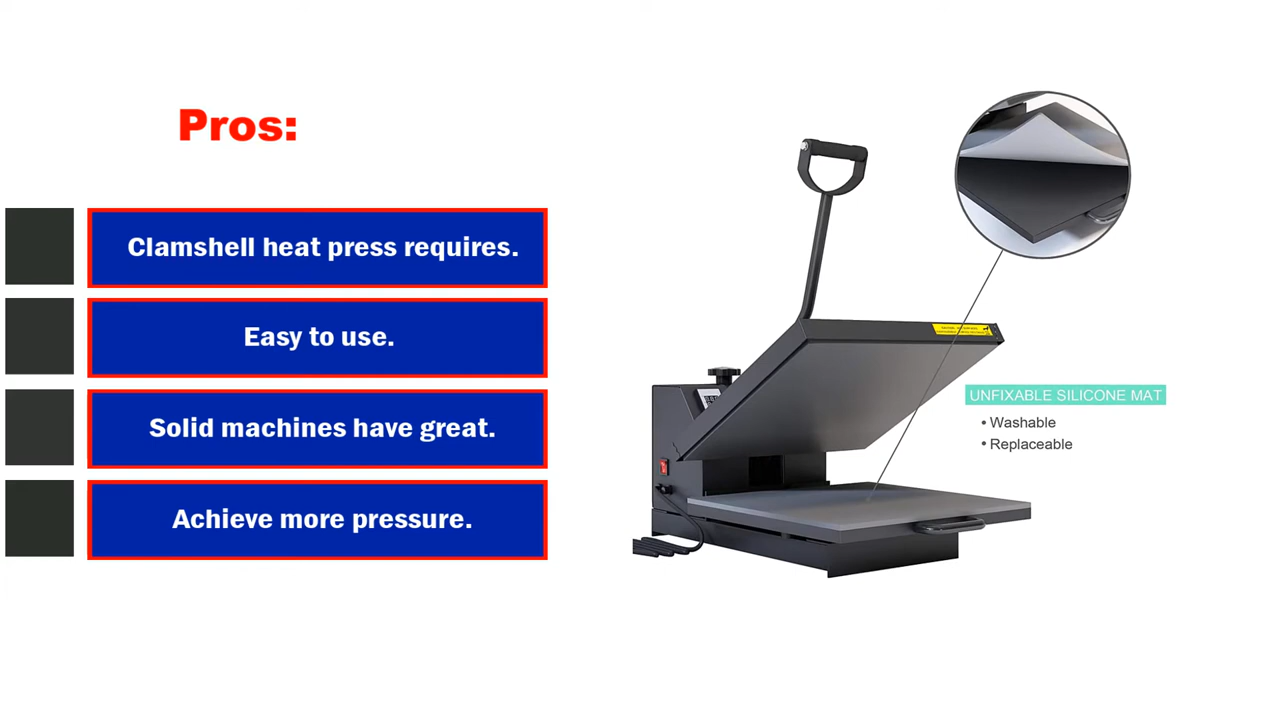 Pros:
Clamshell heat press requires.
Easy to use.
Solid machines have great.
Achieve more pressure.
UNFIXABLE SILICONE MAT
• Washable
• Replaceable